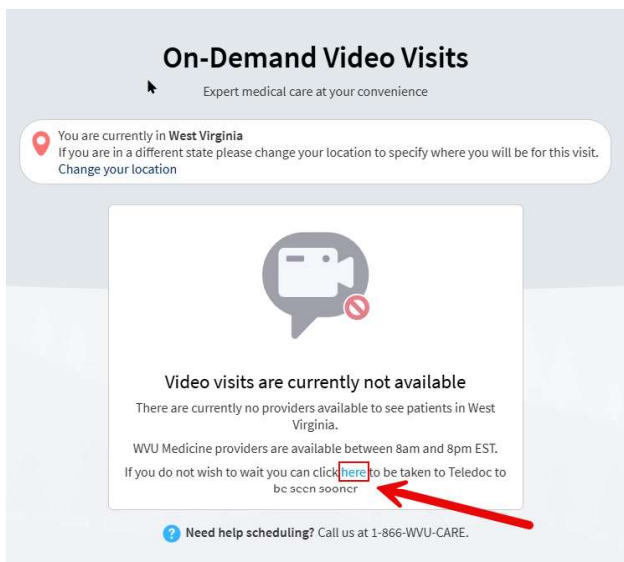 On-Demand Video Visits
Expert medical care at your convenience
You are currently in West Virginia
If you are in a different state please change your location to specify where you will be for this visit.
Change your location
Video visits are currently not available
There are currently no providers available to see patients in West
Virginia.
WVU Medicine providers are available between 8am and 8pm EST.
If you do not wish to wait you can click here to be taken to Teledoc to
be seen sooner
? Need help scheduling? Call us at 1-866-WVU-CARE.